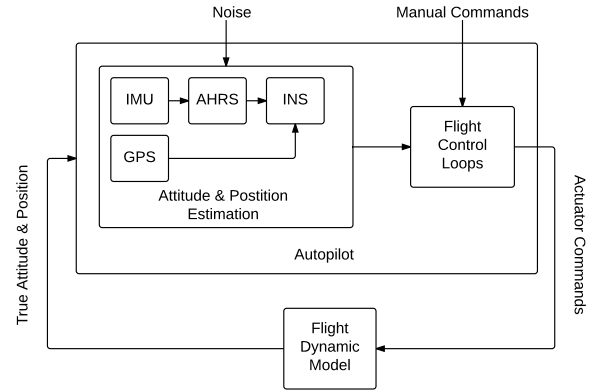 Noise
Manual Commands
IMU
AHRS
INS
GPS
Attitude & Postition
Estimation
Flight
Control
Loops
Autopilot
True Attitude & Position
Actuator Commands
Flight
Dynamic
Model